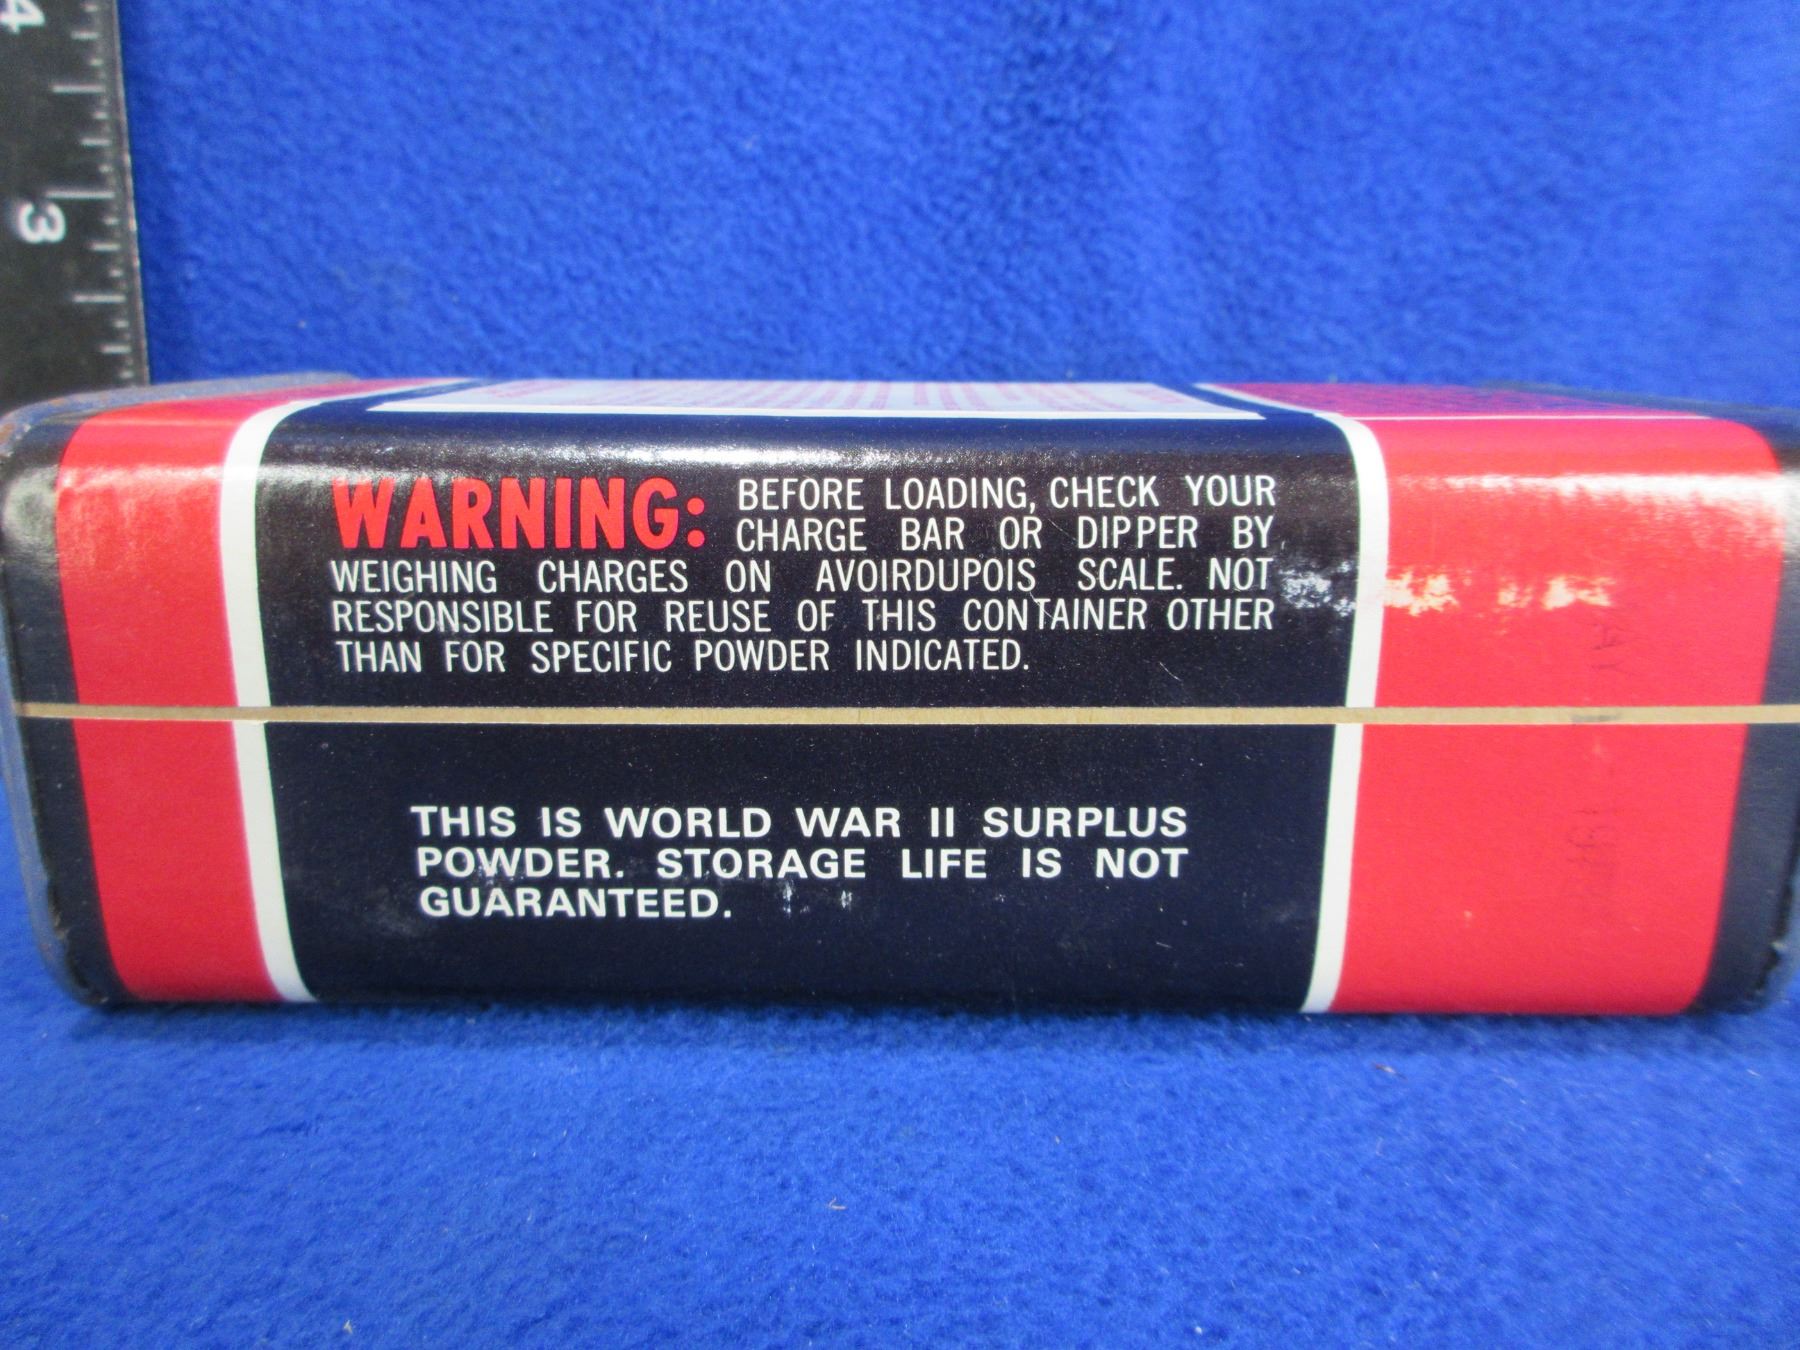 4
3
WARNING: BEFORE LOADING, CHECK YOUR
CHARGE BAR OR DIPPER BY
WEIGHING CHARGES ON AVOIRDUPOIS SCALE. NOT
RESPONSIBLE FOR REUSE OF THIS CONTAINER OTHER
THAN FOR SPECIFIC POWDER INDICATED.
THIS IS WORLD WAR II SURPLUS
POWDER. STORAGE LIFE IS NOT
GUARANTEED.